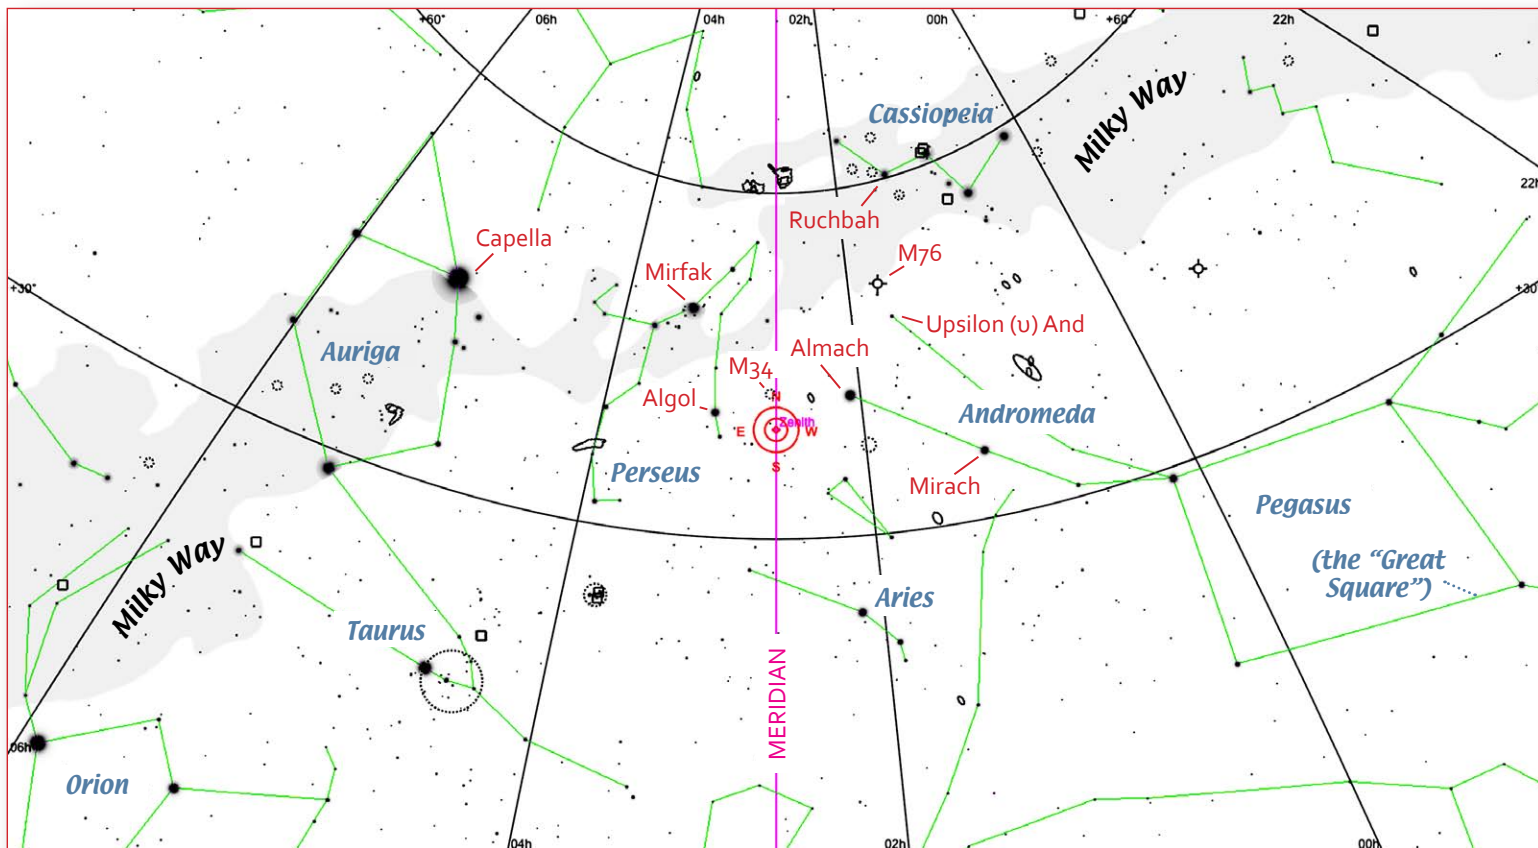 +60°
06h
04h
02h
00h
+60°
22h
Milky Way
Cassiopeia
22h
Ruchbah
Capella
M76
Mirfak
+30°
+30°
Upsilon (υ) And
Auriga
Almach
M34
Algol
N
Andromeda
Zenith
E
W
S
Perseus
Mirach
Pegasus
(the “Great
Square”)
Milky Way
Aries
Taurus
MERIDIAN
06h
Orion
04h
02h
00h